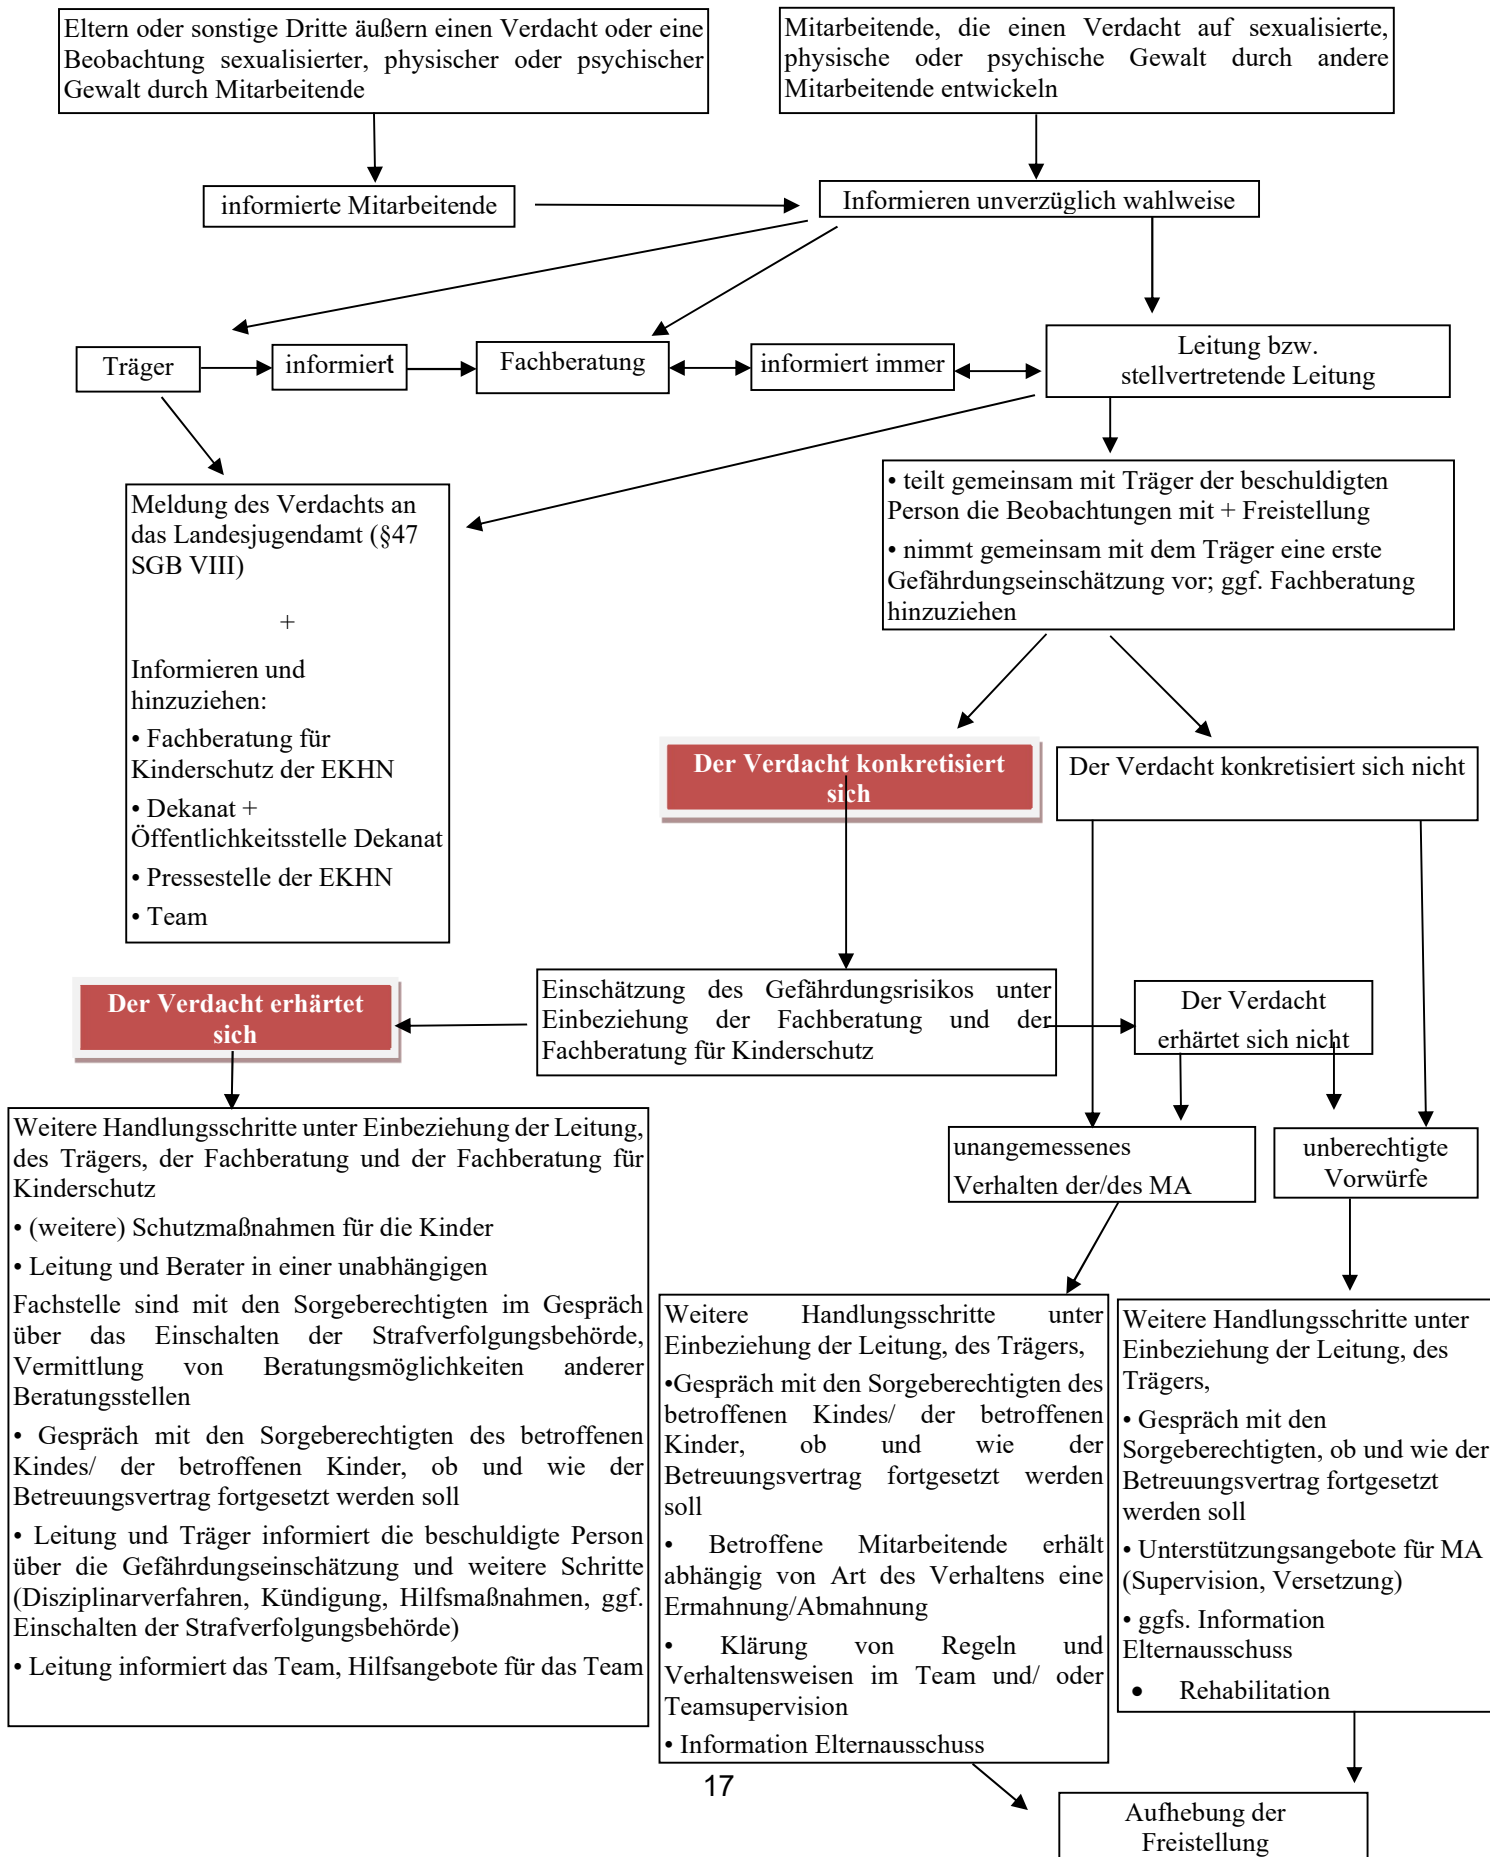 Eltern oder sonstige Dritte äußern einen Verdacht oder eine
Beobachtung sexualisierter, physischer oder psychischer
Gewalt durch Mitarbeitende
Mitarbeitende, die einen Verdacht auf sexualisierte,
physische oder psychische Gewalt durch andere
Mitarbeitende entwickeln
informierte Mitarbeitende
Informieren unverzüglich wahlweise
Träger
informiert
Fachberatung
informiert immer
Leitung bzw.
stellvertretende Leitung
Meldung des Verdachts an
das Landesjugendamt (§47
SGB VIII)
+
Informieren und
hinzuziehen:
• Fachberatung für
Kinderschutz der EKHN
• Dekanat +
Öffentlichkeitsstelle Dekanat
• Pressestelle der EKHN
• Team
• teilt gemeinsam mit Träger der beschuldigten
Person die Beobachtungen mit + Freistellung
• nimmt gemeinsam mit dem Träger eine erste
Gefährdungseinschätzung vor; ggf. Fachberatung
hinzuziehen
Der Verdacht konkretisiert
sich
Der Verdacht konkretisiert sich nicht
Der Verdacht erhärtet
sich
Einschätzung des Gefährdungsrisikos unter
Einbeziehung der Fachberatung und der
Fachberatung für Kinderschutz
Der Verdacht
erhärtet sich nicht
Weitere Handlungsschritte unter Einbeziehung der Leitung,
des Trägers, der Fachberatung und der Fachberatung für
Kinderschutz
• (weitere) Schutzmaßnahmen für die Kinder
• Leitung und Berater in einer unabhängigen
Fachstelle sind mit den Sorgeberechtigten im Gespräch
über das Einschalten der Strafverfolgungsbehörde,
Vermittlung von Beratungsmöglichkeiten anderer
Beratungsstellen
• Gespräch mit den Sorgeberechtigten des betroffenen
Kindes/ der betroffenen Kinder, ob und wie der
Betreuungsvertrag fortgesetzt werden soll
• Leitung und Träger informiert die beschuldigte Person
über die Gefährdungseinschätzung und weitere Schritte
(Disziplinarverfahren, Kündigung, Hilfsmaßnahmen, ggf.
Einschalten der Strafverfolgungsbehörde)
• Leitung informiert das Team, Hilfsangebote für das Team
unangemessenes
Verhalten der/des MA
unberechtigte
Vorwürfe
Weitere Handlungsschritte unter
Einbeziehung der Leitung, des Trägers,
•Gespräch mit den Sorgeberechtigten des
betroffenen Kindes/ der betroffenen
Kinder, ob und wie der
Betreuungsvertrag fortgesetzt werden
soll
• Betroffene Mitarbeitende erhält
abhängig von Art des Verhaltens eine
Ermahnung/Abmahnung
• Klärung von Regeln und
Verhaltensweisen im Team und/ oder
Teamsupervision
• Information Elternausschuss
Weitere Handlungsschritte unter
Einbeziehung der Leitung, des
Trägers,
• Gespräch mit den
Sorgeberechtigten, ob und wie der
Betreuungsvertrag fortgesetzt
werden soll
• Unterstützungsangebote für MA
(Supervision, Versetzung)
• ggfs. Information
Elternausschuss
• Rehabilitation
17
Aufhebung der
Freistellung